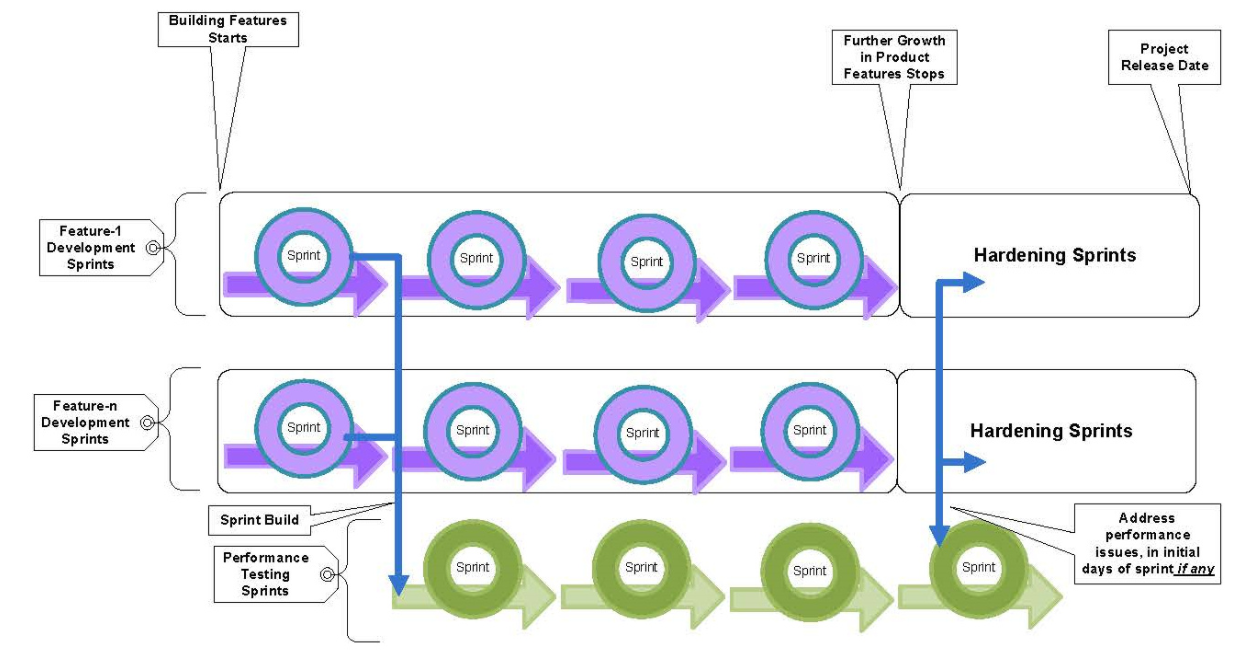 Building Features
Starts
Further Growth
in Product
Features Stops
Project
Release Date
Feature-1
Development
Sprints
Sprint
Sprint
Sprint
Sprint
Hardening Sprints
Feature-n
Development
Sprints
Sprint
Sprint
Sprint
Sprint
Hardening Sprints
Sprint Build
Performance
Testing
Sprints
Sprint
Sprint
Sprint
Sprint
Address
performance
issues, in initial
days of sprint if any